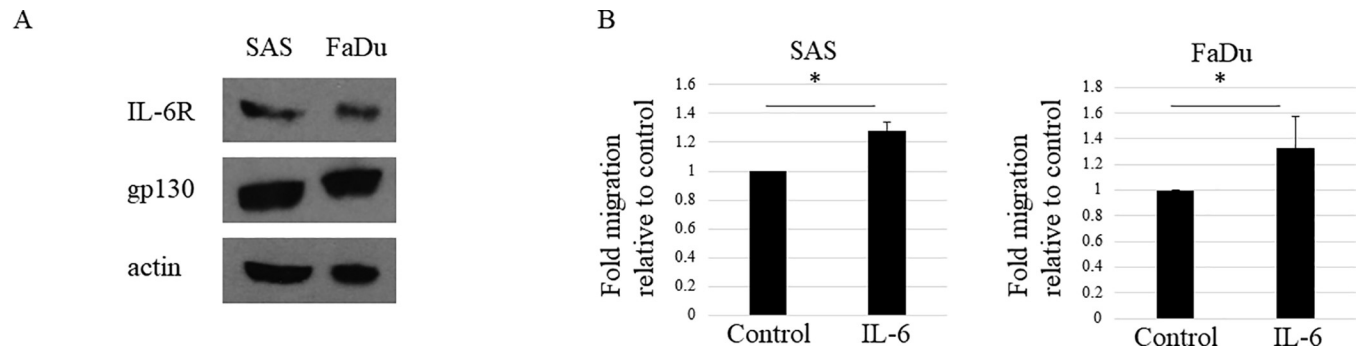 A
SAS FaDu
IL-6R
gp130
actin
B
SAS
*
Fold migration
relative to control
1.6
1.4
1.2
1
0.8
0.6
0.4
0.2
0
Control IL-6
FaDu
*
Fold migration
relative to control
1.8
1.6
1.4
1.2
1
0.8
0.6
0.4
0.2
0
Control IL-6